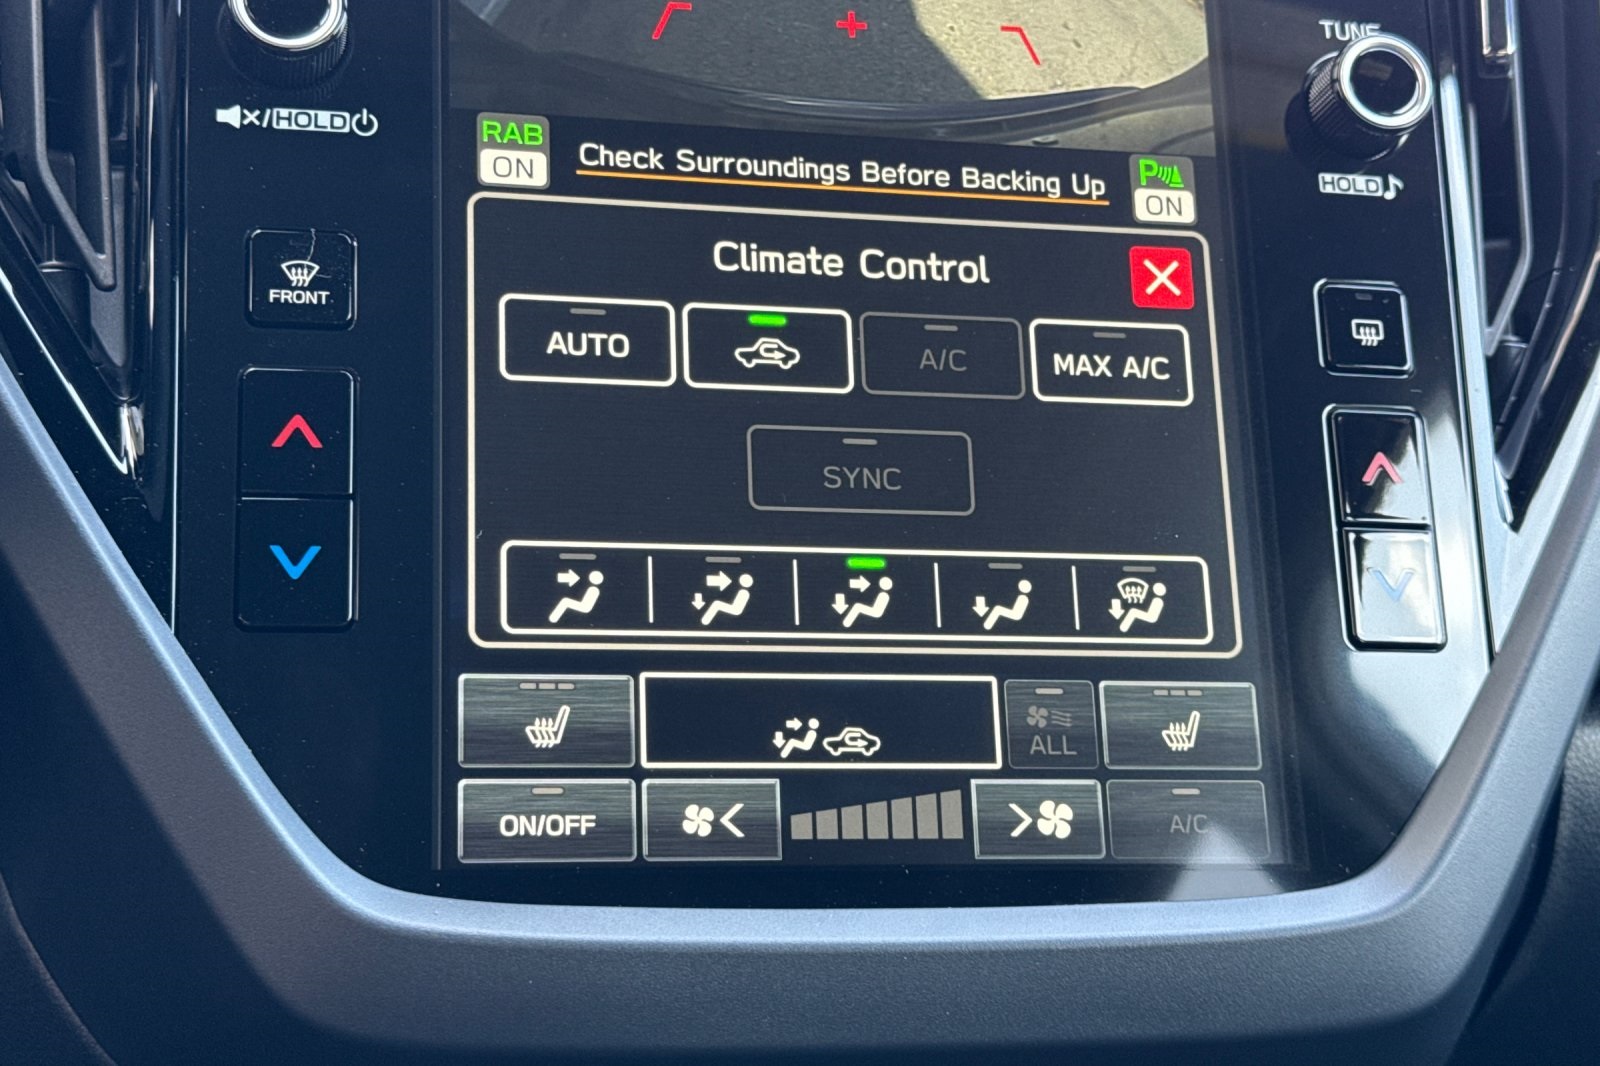 TUNE
×/HOLD
HOLD♪
RAB
ON
Check Surroundings Before Backing Up
P
ON
Climate Control
FRONT
AUTO
A/C
MAX A/C
SYNC
ALL
ON/OFF
<
>
A/C